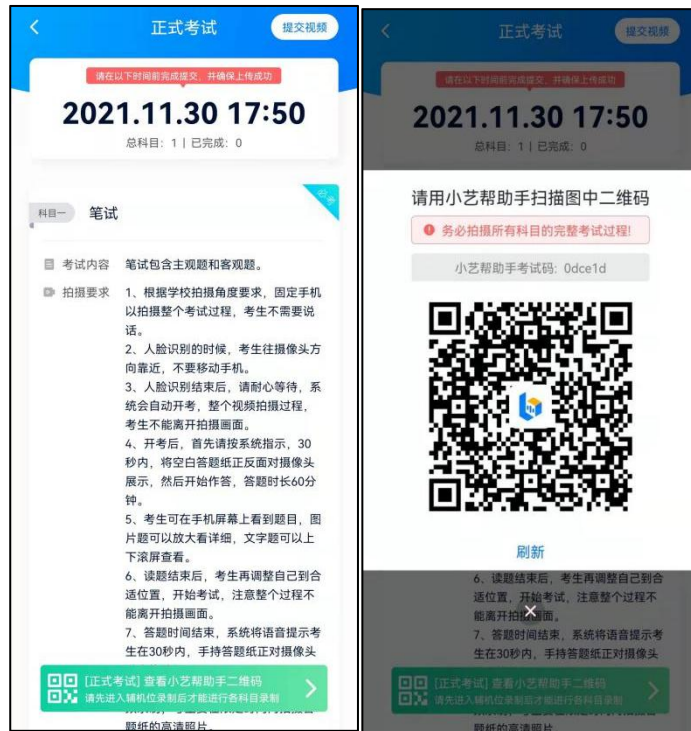 正式考试
提交视频
请在以下时间前完成提交，并确保上传成功
2021.11.30 17:50
总科目：1 | 已完成：0
必考
科目一
笔试
考试内容
笔试包含主观题和客观题。
拍摄要求
1、根据学校拍摄角度要求，固定手机
以拍摄整个考试过程，考生不需要说
话。
2、人脸识别的时候，考生往摄像头方
向靠近，不要移动手机。
3、人脸识别结束后，请耐心等待，系
统会自动开考，整个视频拍摄过程，
考生不能离开拍摄画面。
4、开考后，首先请按系统指示，30
秒内，将空白答题纸正反面对摄像头
展示，然后开始作答，答题时长60分
钟。
5、考生可在手机屏幕上看到题目，图
片题可以放大看详细，文字题可以上
下滚屏查看。
6、读题结束后，考生再调整自己到合
适位置，开始考试，注意整个过程不
能离开拍摄画面。
7、答题时间结束，系统将语音提示考
生在30秒内，手持答题纸正对摄像头
[正式考试] 查看小艺帮助手二维码
请先进入辅机位录制后才能进行各科目录制
题纸的高清照片
正式考试
提交视频
请在以下时间前完成提交，并确保上传成功
2021.11.30 17:50
总科目：1 | 已完成：0
请用小艺帮助手扫描图中二维码
务必拍摄所有科目的完整考试过程!
小艺帮助手考试码：0dce1d
刷新
6、读题结束后，考生再调整自己到合
适位置，开始考试，注意整个过程不
能离开拍摄画面。
7、答题时间结束，系统将语音提示考
生在30秒内，手持答题纸正对摄像头
[正式考试] 查看小艺帮助手二维码
请先进入辅机位录制后才能进行各科目录制
题纸的高清照片